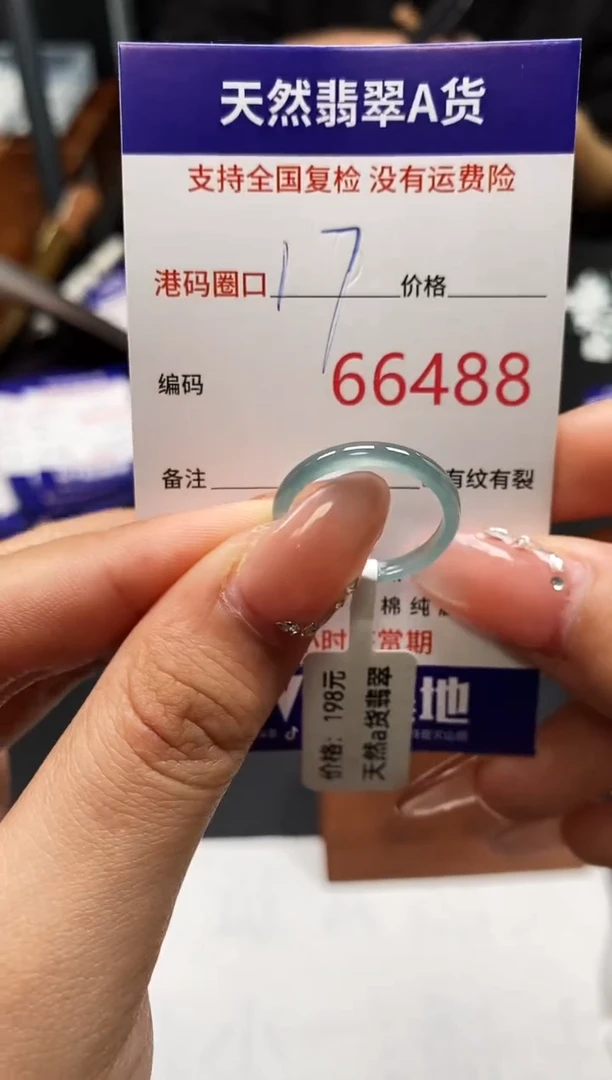 天然翡翠A货
支持全国复检 没有运费险
港码圈口 17 价格
编码 66488
备注 有纹有裂
棉纯
小时 常期
地
价格：198元
天然a货翡翠